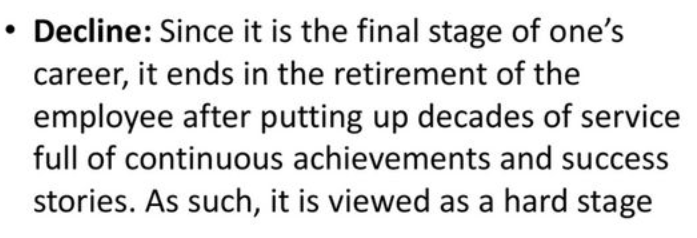 • Decline: Since it is the final stage of one's
career, it ends in the retirement of the
employee after putting up decades of service
full of continuous achievements and success
stories. As such, it is viewed as a hard stage